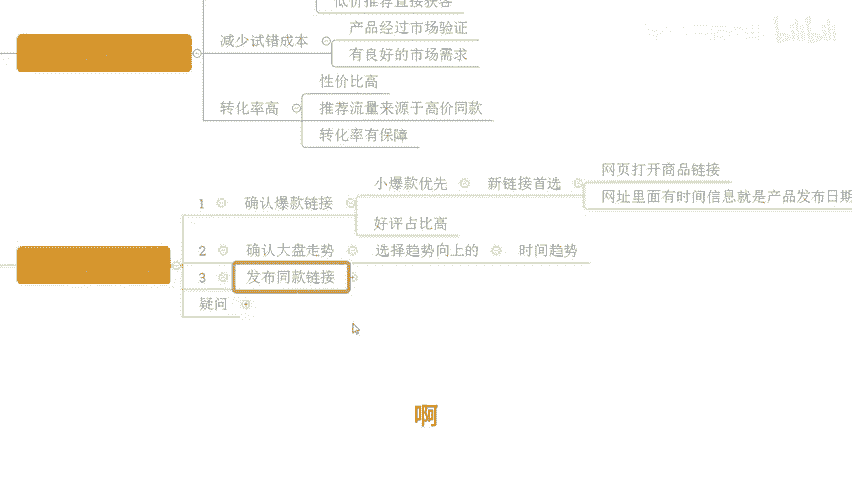 低价推荐直接获客
减少试错成本
产品经过市场验证
有良好的市场需求
转化率高
性价比高
推荐流量来源于高价同款
转化率有保障
1 确认爆款链接
小爆款优先
新链接首选
网页打开商品链接
网址里面有时间信息就是产品发布日期
好评占比高
2 确认大盘走势
选择趋势向上的
时间趋势
3 发布同款链接
疑问
啊